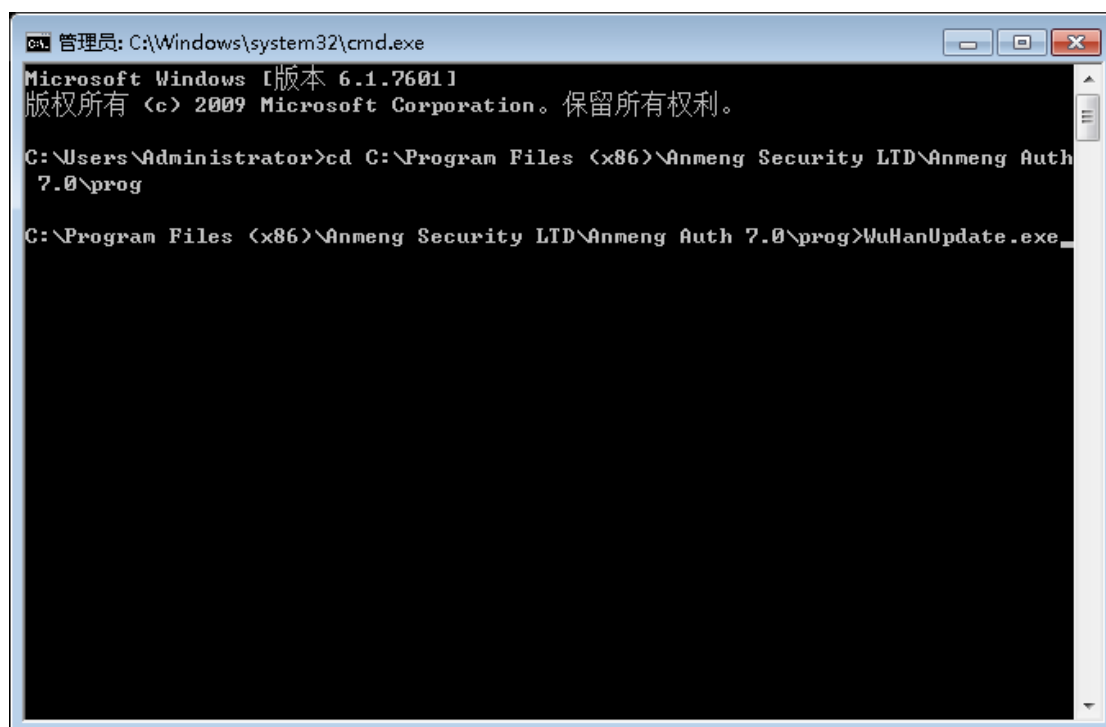 管理员: C:\Windows\system32\cmd.exe
Microsoft Windows [版本 6.1.7601]
版权所有 (c) 2009 Microsoft Corporation。保留所有权利。
C:\Users\Administrator>cd C:\Program Files (x86)\Anmeng Security LTD\Anmeng Auth
7.0\prog
C:\Program Files (x86)\Anmeng Security LTD\Anmeng Auth 7.0\prog>WuHanUpdate.exe